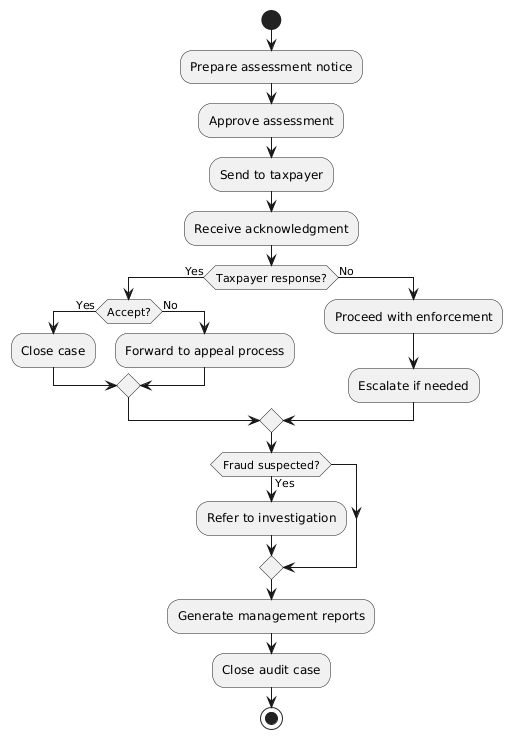 Prepare assessment notice
Approve assessment
Send to taxpayer
Receive acknowledgment
Yes
Taxpayer response?
No
Yes
Accept?
No
Proceed with enforcement
Close case
Forward to appeal process
Escalate if needed
Fraud suspected?
Yes
Refer to investigation
Generate management reports
Close audit case